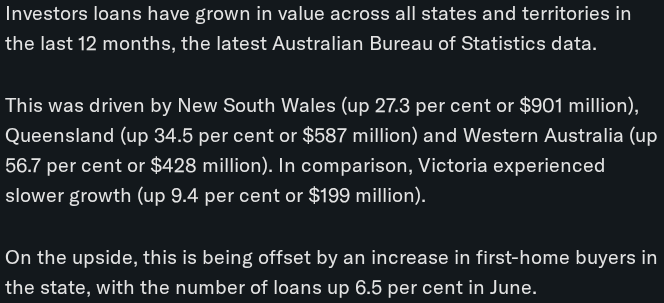 Investors loans have grown in value across all states and territories in
the last 12 months, the latest Australian Bureau of Statistics data.
This was driven by New South Wales (up 27.3 per cent or $901 million),
Queensland (up 34.5 per cent or $587 million) and Western Australia (up
56.7 per cent or $428 million). In comparison, Victoria experienced
slower growth (up 9.4 per cent or $199 million).
On the upside, this is being offset by an increase in first-home buyers in
the state, with the number of loans up 6.5 per cent in June.